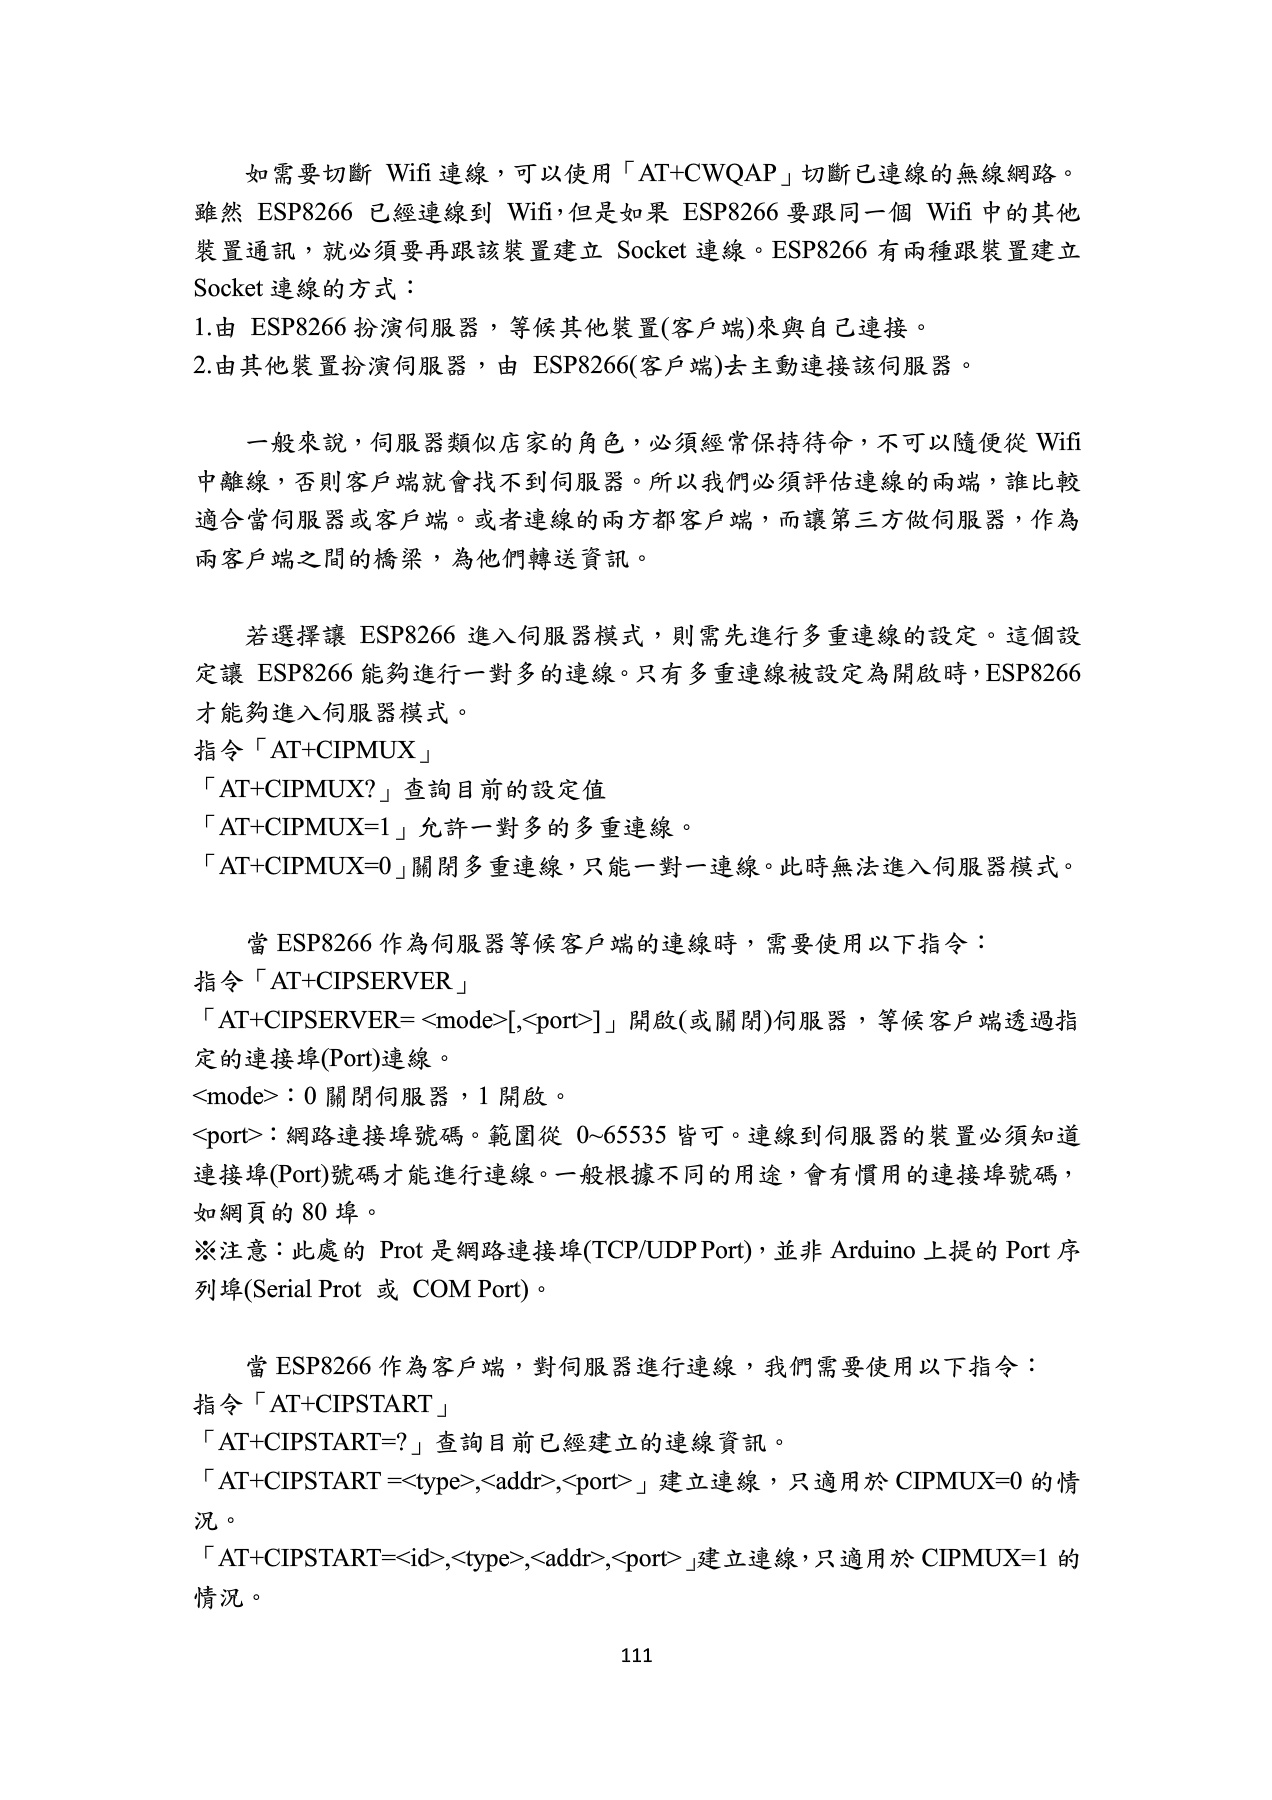 如需要切斷 Wifi 連線，可以使用「AT+CWQAP」切斷已連線的無線網路。
雖然 ESP8266 已經連線到 Wifi，但是如果 ESP8266 要跟同一個 Wifi 中的其他
裝置通訊，就必須要再跟該裝置建立 Socket 連線。ESP8266 有兩種跟裝置建立
Socket 連線的方式：
1.由 ESP8266 扮演伺服器，等候其他裝置(客戶端)來與自己連接。
2.由其他裝置扮演伺服器，由 ESP8266(客戶端)去主動連接該伺服器。
一般來說，伺服器類似店家的角色，必須經常保持待命，不可以隨便從 Wifi
中離線，否則客戶端就會找不到伺服器。所以我們必須評估連線的兩端，誰比較
適合當伺服器或客戶端。或者連線的兩方都客戶端，而讓第三方做伺服器，作為
兩客戶端之間的橋梁，為他們轉送資訊。
若選擇讓 ESP8266 進入伺服器模式，則需先進行多重連線的設定。這個設
定讓 ESP8266 能夠進行一對多的連線。只有多重連線被設定為開啟時，ESP8266
才能夠進入伺服器模式。
指令「AT+CIPMUX」
「AT+CIPMUX?」查詢目前的設定值
「AT+CIPMUX=1」允許一對多的多重連線。
「AT+CIPMUX=0」關閉多重連線，只能一對一連線。此時無法進入伺服器模式。
當 ESP8266 作為伺服器等候客戶端的連線時，需要使用以下指令：
指令「AT+CIPSERVER」
「AT+CIPSERVER= <mode>[,<port>]」開啟(或關閉)伺服器，等候客戶端透過指
定的連接埠(Port)連線。
<mode>：0 關閉伺服器，1 開啟。
<port>：網路連接埠號碼。範圍從 0~65535 皆可。連線到伺服器的裝置必須知道
連接埠(Port)號碼才能進行連線。一般根據不同的用途，會有慣用的連接埠號碼，
如網頁的 80 埠。
※注意：此處的 Prot 是網路連接埠(TCP/UDP Port)，並非 Arduino 上提的 Port 序
列埠(Serial Prot 或 COM Port)。
當 ESP8266 作為客戶端，對伺服器進行連線，我們需要使用以下指令：
指令「AT+CIPSTART」
「AT+CIPSTART=?」查詢目前已經建立的連線資訊。
「AT+CIPSTART =<type>,<addr>,<port>」建立連線，只適用於 CIPMUX=0 的情
況。
「AT+CIPSTART=<id>,<type>,<addr>,<port>」建立連線，只適用於 CIPMUX=1 的
情況。
111